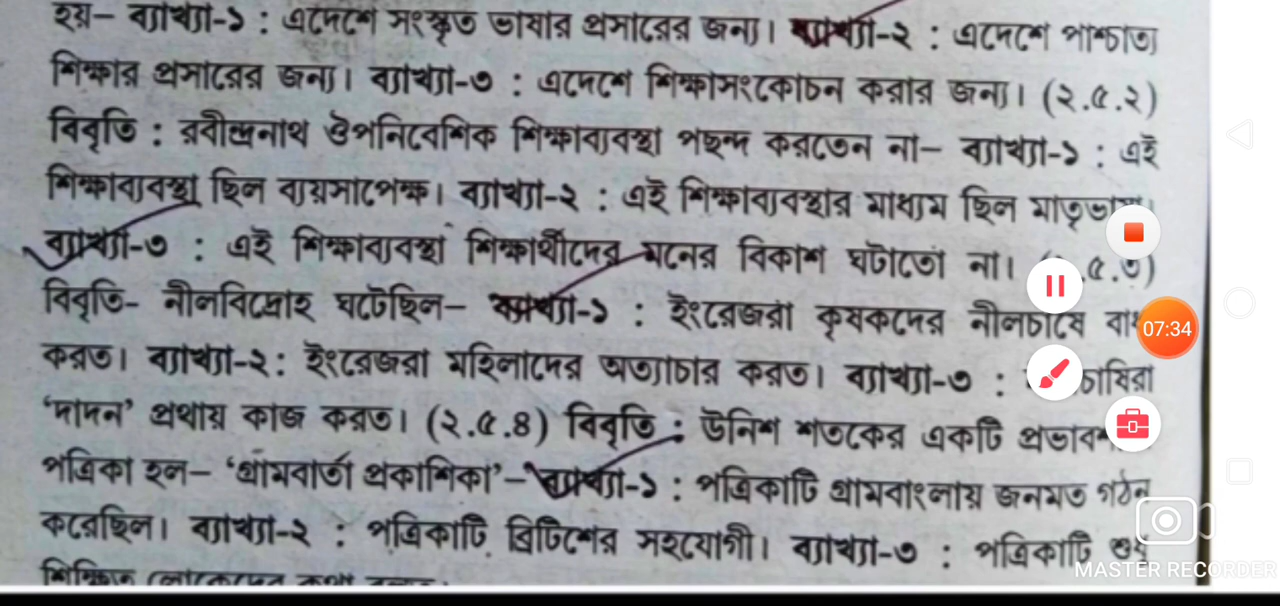 হয়– ব্যাখ্যা-১ : এদেশে সংস্কৃত ভাষার প্রসারের জন্য। ব্যাখ্যা-২ : এদেশে পাশ্চাত্য
শিক্ষার প্রসারের জন্য। ব্যাখ্যা-৩ : এদেশে শিক্ষাসংকোচন করার জন্য। (২.৫.২)
বিবৃতি : রবীন্দ্রনাথ ঔপনিবেশিক শিক্ষাব্যবস্থা পছন্দ করতেন না– ব্যাখ্যা-১ : এই
শিক্ষাব্যবস্থা ছিল ব্যয়সাপেক্ষ। ব্যাখ্যা-২ : এই শিক্ষাব্যবস্থার মাধ্যম ছিল
ব্যাখ্যা-৩ : এই শিক্ষাব্যবস্থা শিক্ষার্থীদের মনের বিকাশ ঘটাতো না। .৫.৩)
বিবৃতি– নীলবিদ্রোহ ঘটেছিল– ব্যাখ্যা-১ : ইংরেজরা কৃষকদের নীলচাষে
07:34
করত। ব্যাখ্যা-২: ইংরেজরা মহিলাদের অত্যাচার করত। ব্যাখ্যা-৩ : চাষিরা
'দাদন' প্রথায় কাজ করত। (২.৫.৪) বিবৃতি : উনিশ শতকের একটি
পত্রিকা হল– 'গ্রামবার্তা প্রকাশিকা'– ব্যাখ্যা-১ : পত্রিকাটি গ্রামবাংলায় জনমত গঠন
করেছিল। ব্যাখ্যা-২ : পত্রিকাটি ব্রিটিশের সহযোগী। ব্যাখ্যা-৩ : পত্রিকাটি শুধু
MASTER RECORDER